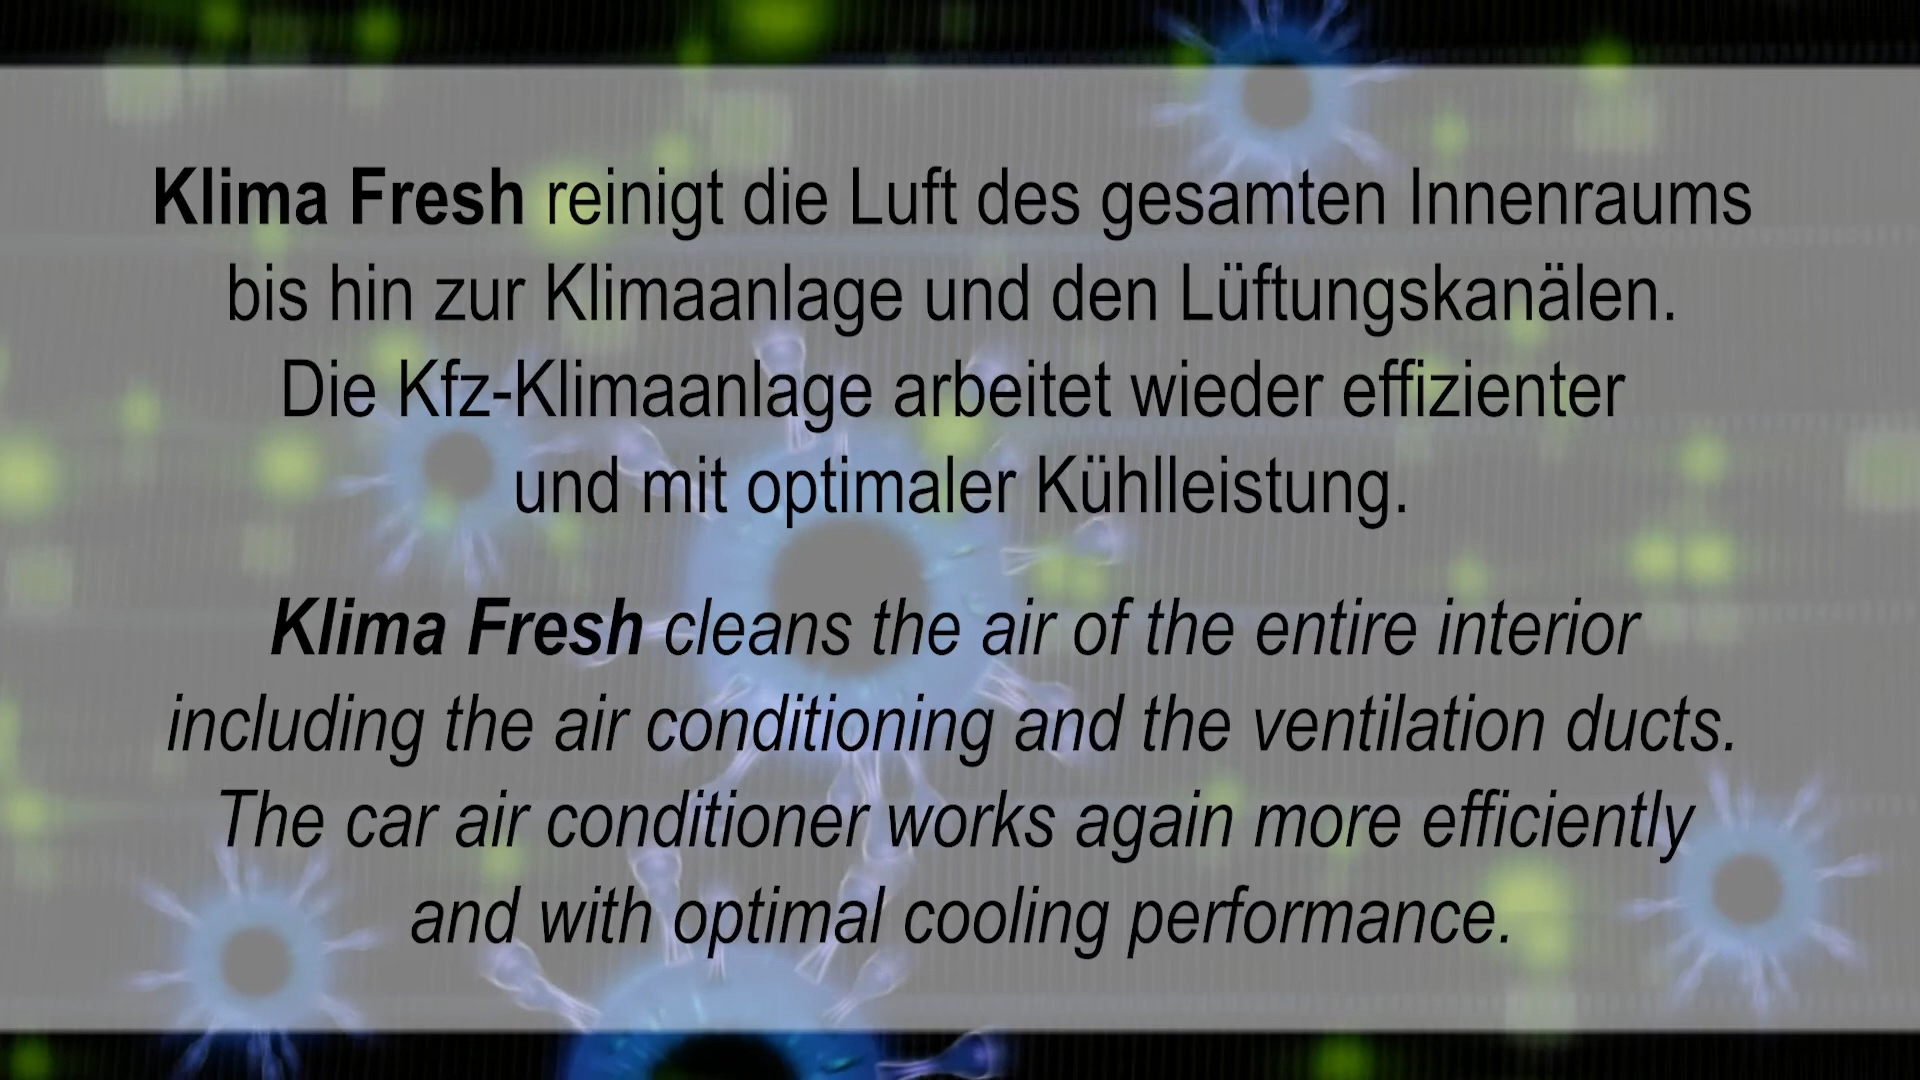 Klima Fresh reinigt die Luft des gesamten Innenraums
bis hin zur Klimaanlage und den Lüftungskanälen.
Die Kfz-Klimaanlage arbeitet wieder effizienter
und mit optimaler Kühlleistung.
Klima Fresh cleans the air of the entire interior
including the air conditioning and the ventilation ducts.
The car air conditioner works again more efficiently
and with optimal cooling performance.